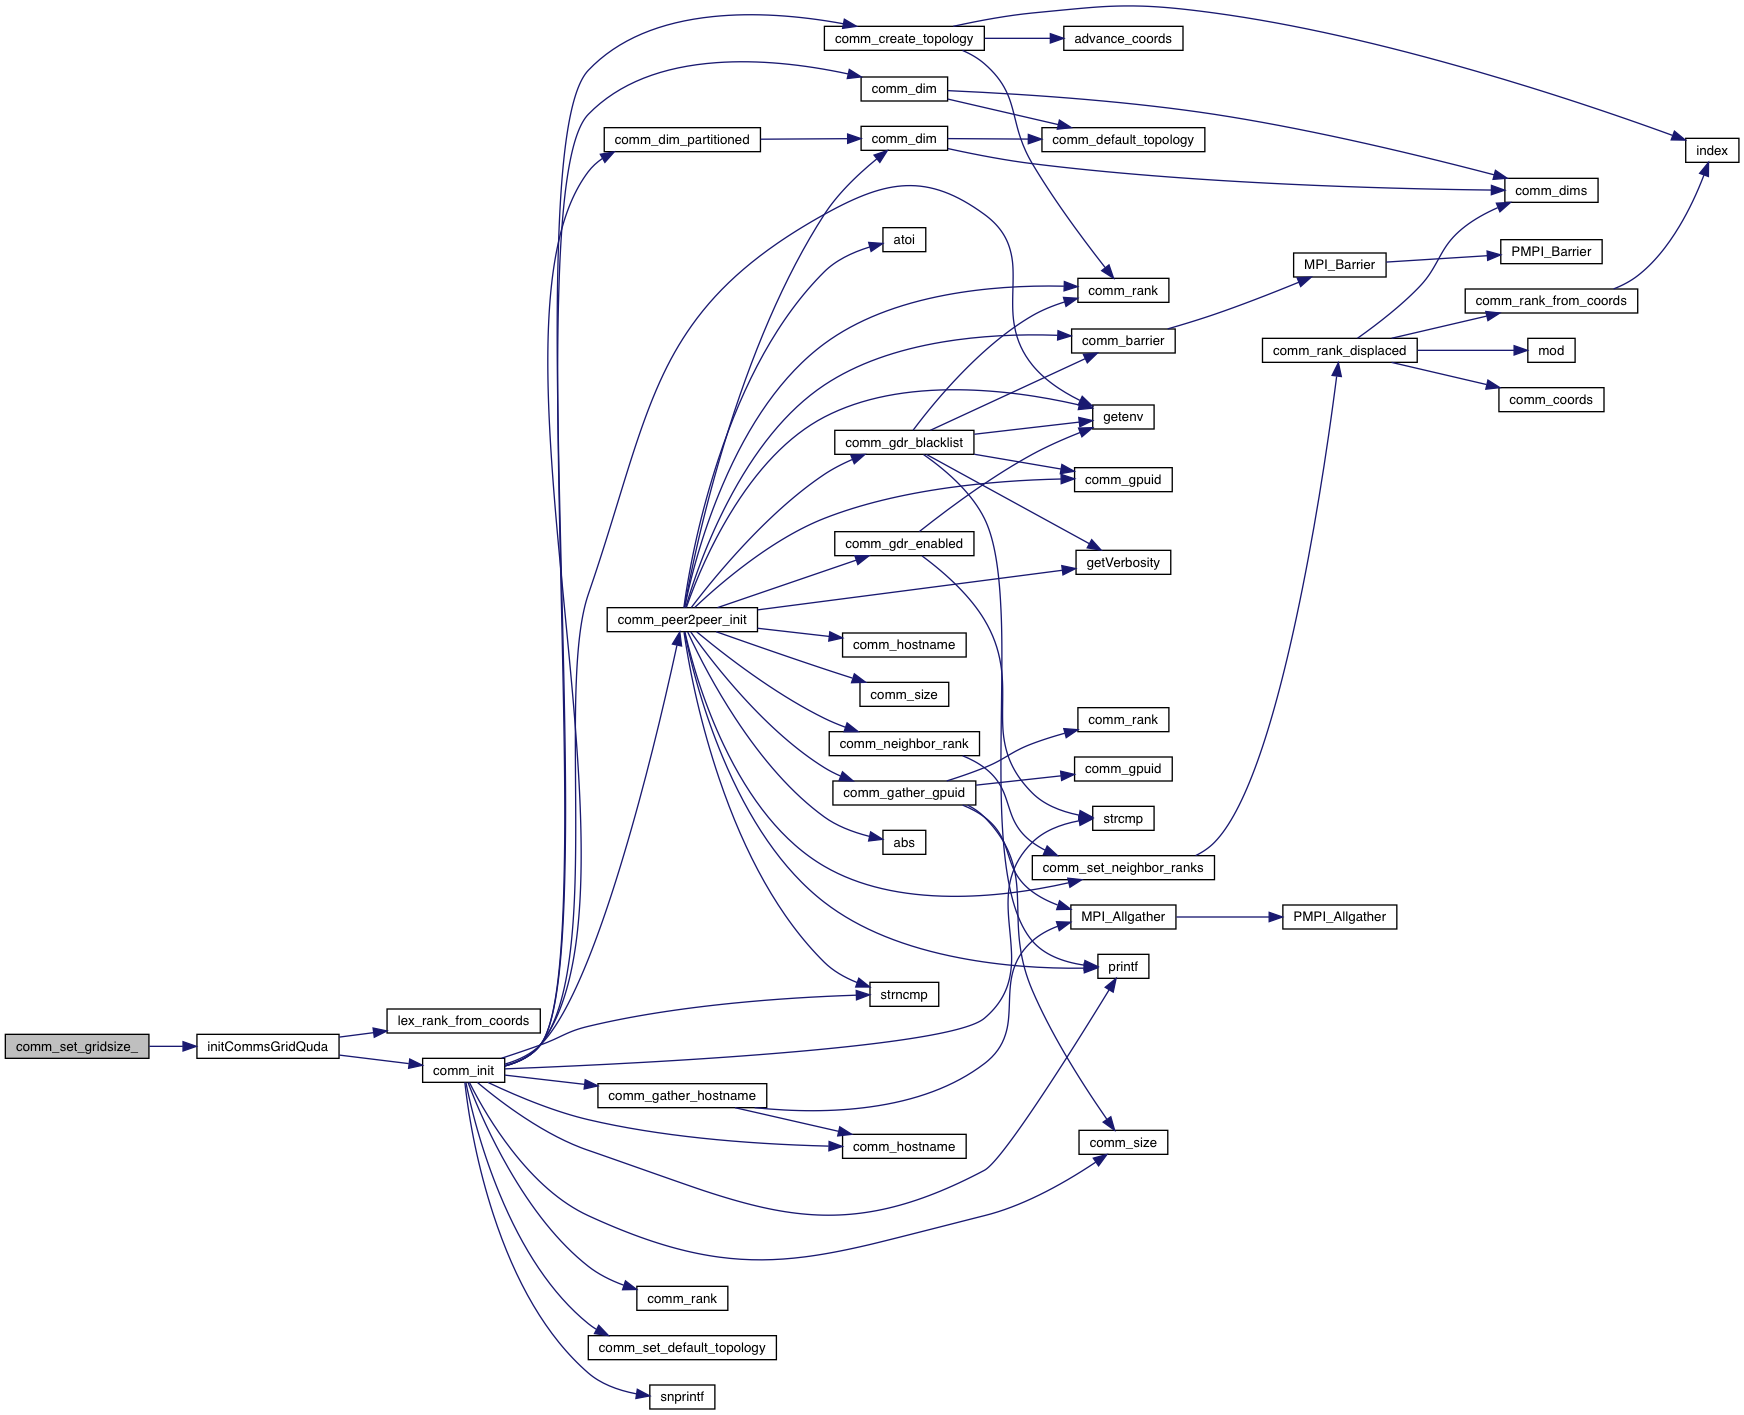 comm_create_topology
advance_coords
comm_dim
comm_dim_partitioned
comm_dim
comm_default_topology
index
comm_dims
atoi
PMPI_Barrier
MPI_Barrier
comm_rank
comm_rank_from_coords
comm_barrier
comm_rank_displaced
mod
comm_coords
getenv
comm_gdr_blacklist
comm_gpuid
comm_gdr_enabled
getVerbosity
comm_peer2peer_init
comm_hostname
comm_size
comm_rank
comm_neighbor_rank
comm_gpuid
comm_gather_gpuid
strcmp
abs
comm_set_neighbor_ranks
MPI_Allgather
PMPI_Allgather
printf
strncmp
lex_rank_from_coords
comm_set_gridsize_
initCommsGridQuda
comm_init
comm_gather_hostname
comm_size
comm_hostname
comm_rank
comm_set_default_topology
snprintf